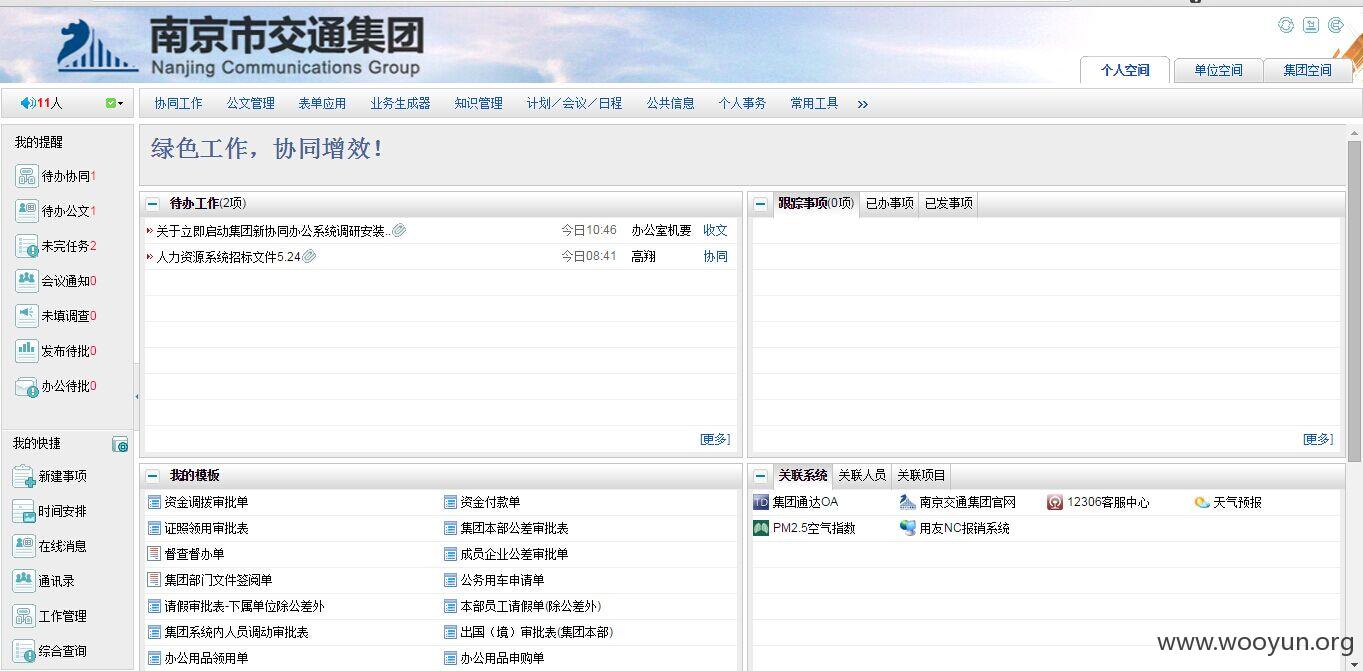 南京市交通集团
Nanjing Communications Group
个人空间 单位空间 集团空间
11人 协同工作 公文管理 表单应用 业务生成器 知识管理 计划/会议/日程 公共信息 个人事务 常用工具 »
我的提醒
待办协同1
待办公文1
未完任务2
会议通知0
未填调查0
发布待批0
办公待批0
我的快捷
新建事项
时间安排
在线消息
通讯录
工作管理
综合查询
绿色工作，协同增效！
待办工作(2项)
关于立即启动集团新协同办公系统调研安装.. 今日10:46 办公室机要 收文
人力资源系统招标文件5.24 今日08:41 高翔 协同
[更多]
跟踪事项(0项) 已办事项 已发事项
[更多]
我的模板
资金调拨审批单 资金付款单
证照领用审批表 集团本部公差审批表
督查督办单 成员企业公差审批单
集团部门文件签阅单 公务用车申请单
请假审批表-下属单位除公差外 本部员工请假单(除公差外)
集团系统内人员调动审批表 出国（境）审批表(集团本部)
办公用品领用单 办公用品申购单
关联系统 关联人员 关联项目
TD 集团通达OA 南京交通集团官网 12306客服中心 天气预报
PM2.5空气指数 用友NC报销系统
www.wooyun.org